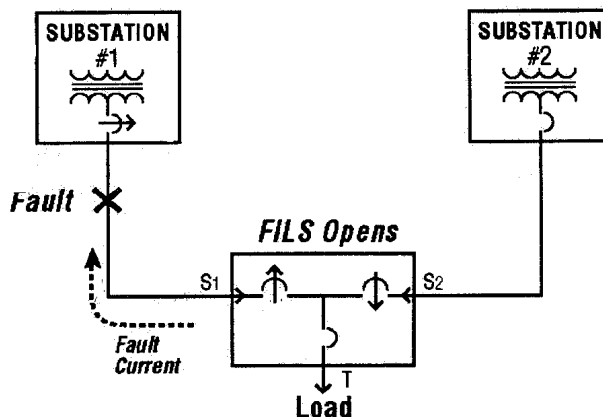 SUBSTATION
#1
SUBSTATION
#2
Fault
FILS Opens
S1
S2
Fault
Current
T
Load